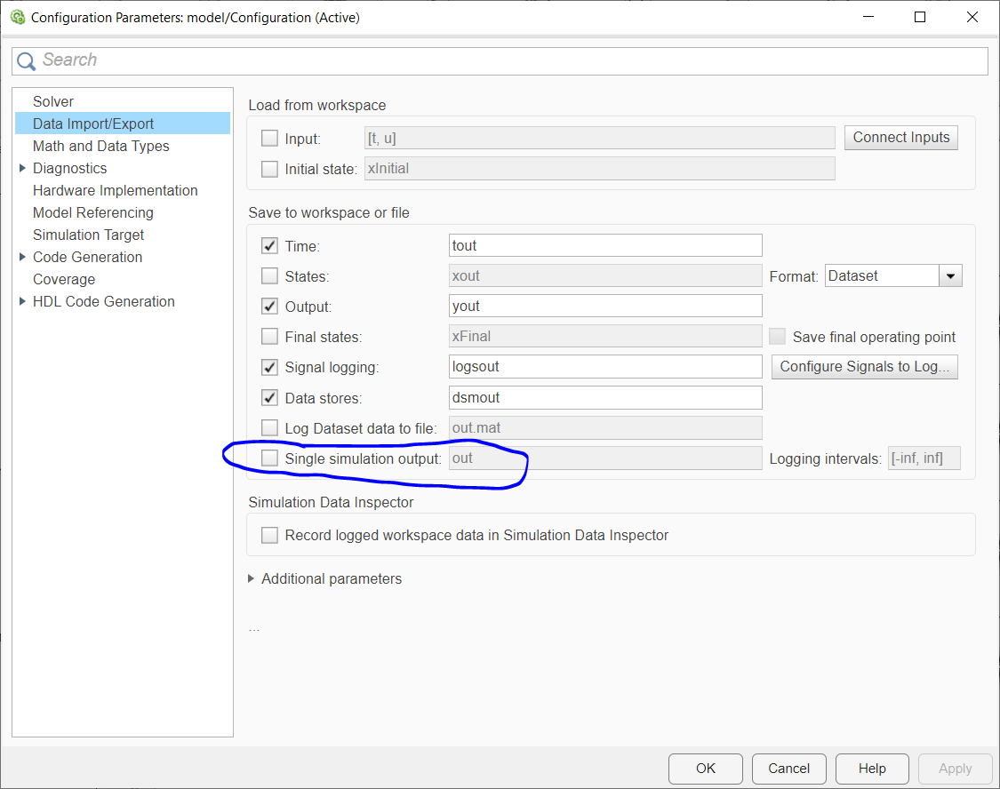 Configuration Parameters: model/Configuration (Active)
Search
Solver
Data Import/Export
Math and Data Types
Diagnostics
Hardware Implementation
Model Referencing
Simulation Target
Code Generation
Coverage
HDL Code Generation
Load from workspace
Input: [t, u] Connect Inputs
Initial state: xInitial
Save to workspace or file
Time: tout
States: xout Format: Dataset
Output: yout
Final states: xFinal Save final operating point
Signal logging: logsout Configure Signals to Log...
Data stores: dsmout
Log Dataset data to file: out.mat
Single simulation output: out Logging intervals: [-inf, inf]
Simulation Data Inspector
Record logged workspace data in Simulation Data Inspector
Additional parameters
...
OK Cancel Help Apply